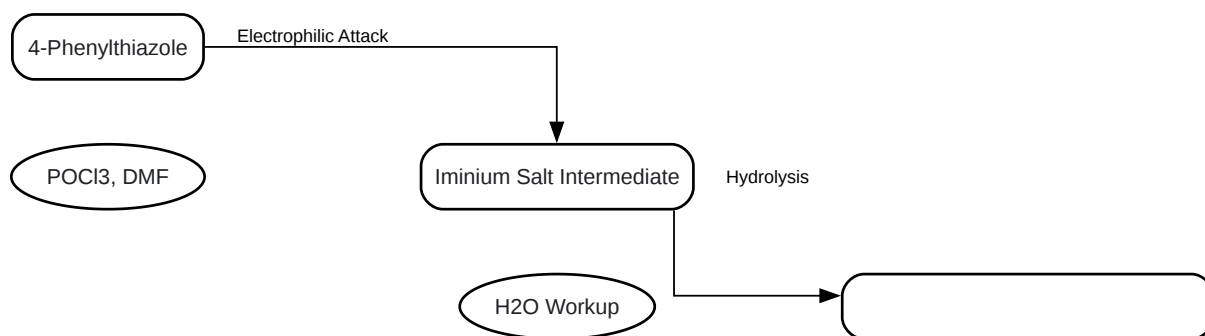 4-Phenylthiazole
Electrophilic Attack
POCl3, DMF
Iminium Salt Intermediate
Hydrolysis
H2O Workup